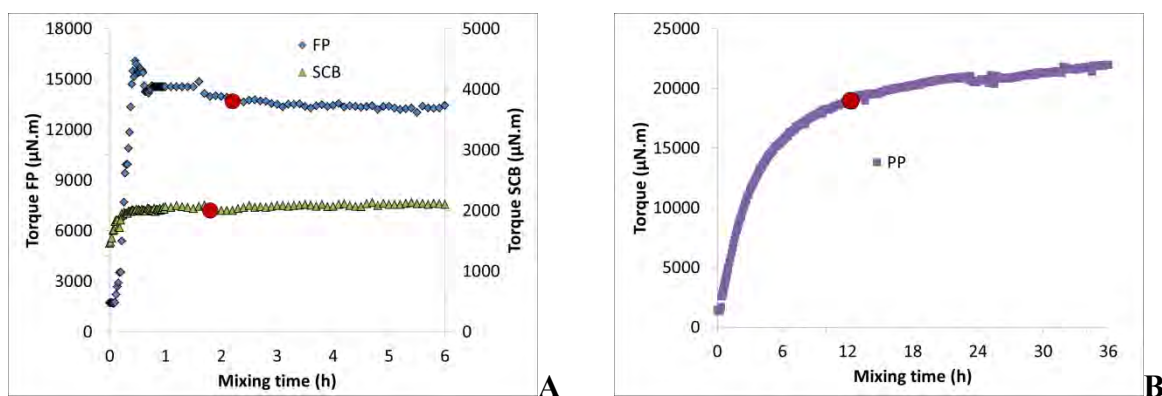 18000
15000
12000
9000
6000
3000
0
Torque FP (µN.m)
FP
SCB
5000
4000
3000
2000
1000
0
Torque SCB (µN.m)
0 1 2 3 4 5 6
Mixing time (h)
A
25000
20000
15000
10000
5000
0
Torque (µN.m)
PP
0 6 12 18 24 30 36
Mixing time (h)
B